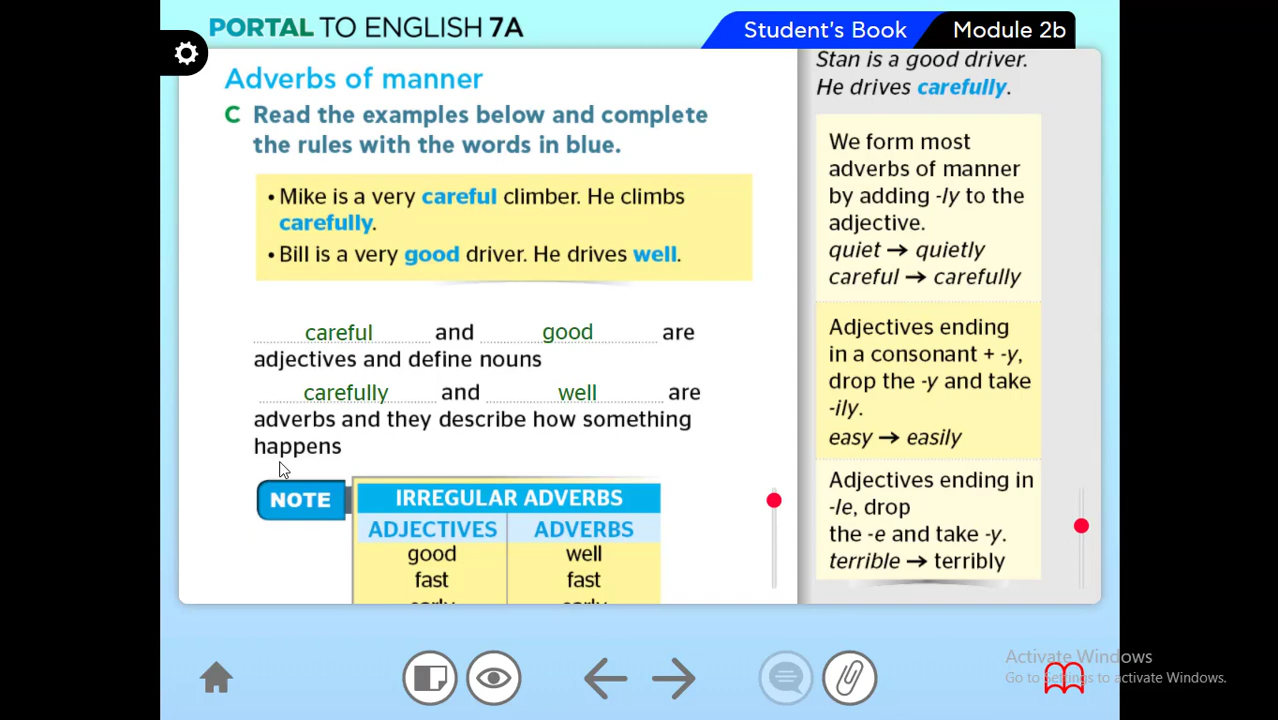 PORTAL TO ENGLISH 7A
Student's Book
Module 2b
Adverbs of manner
C Read the examples below and complete
the rules with the words in blue.
• Mike is a very careful climber. He climbs
carefully.
• Bill is a very good driver. He drives well.
careful and good are
adjectives and define nouns
carefully and well are
adverbs and they describe how something
happens
NOTE
IRREGULAR ADVERBS
ADJECTIVES ADVERBS
good well
fast fast
early early
Stan is a good driver.
He drives carefully.
We form most
adverbs of manner
by adding -ly to the
adjective.
quiet → quietly
careful → carefully
Adjectives ending
in a consonant + -y,
drop the -y and take
-ily.
easy → easily
Adjectives ending in
-le, drop
the -e and take -y.
terrible → terribly
Activate Windows
Go to Settings to activate Windows.